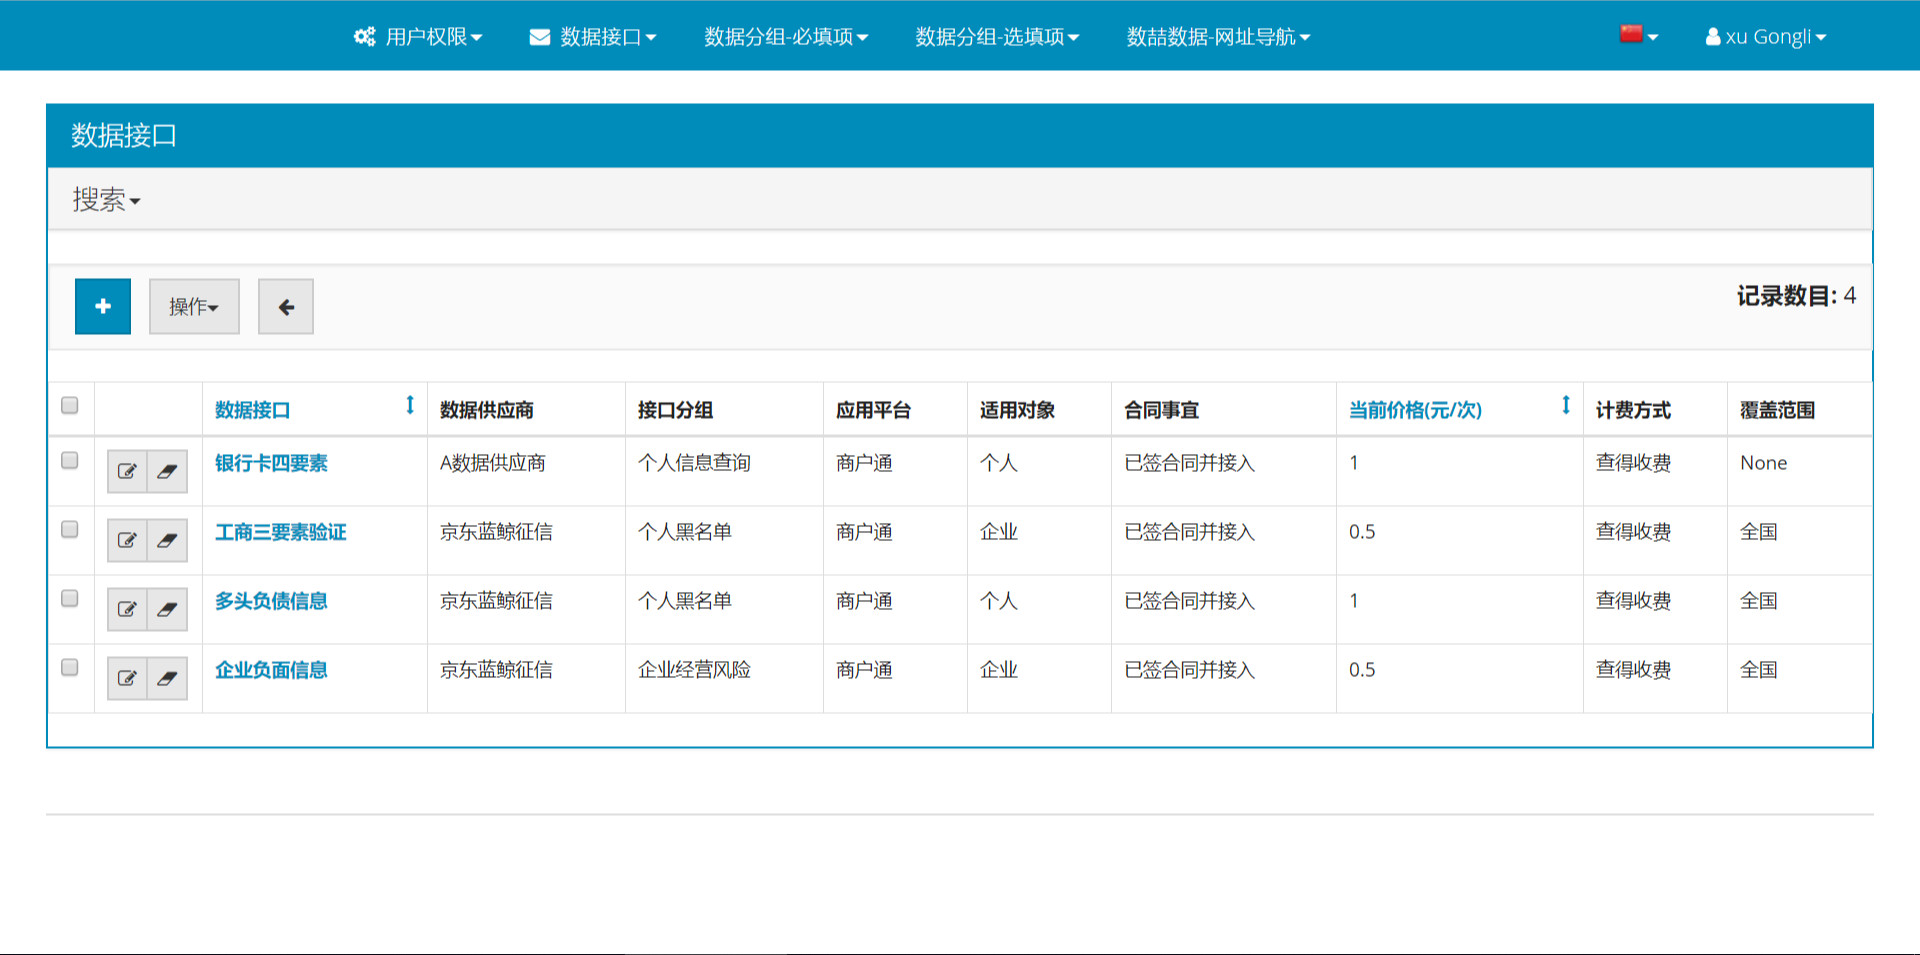 用户权限 数据接口 数据分组-必填项 数据分组-选填项 数喆数据-网址导航 xu Gongli
数据接口
搜索
操作 记录数目: 4
数据接口 数据供应商 接口分组 应用平台 适用对象 合同事宜 当前价格(元/次) 计费方式 覆盖范围
银行卡四要素 A数据供应商 个人信息查询 商户通 个人 已签合同并接入 1 查得收费 None
工商三要素验证 京东蓝鲸征信 个人黑名单 商户通 企业 已签合同并接入 0.5 查得收费 全国
多头负债信息 京东蓝鲸征信 个人黑名单 商户通 个人 已签合同并接入 1 查得收费 全国
企业负面信息 京东蓝鲸征信 企业经营风险 商户通 企业 已签合同并接入 0.5 查得收费 全国